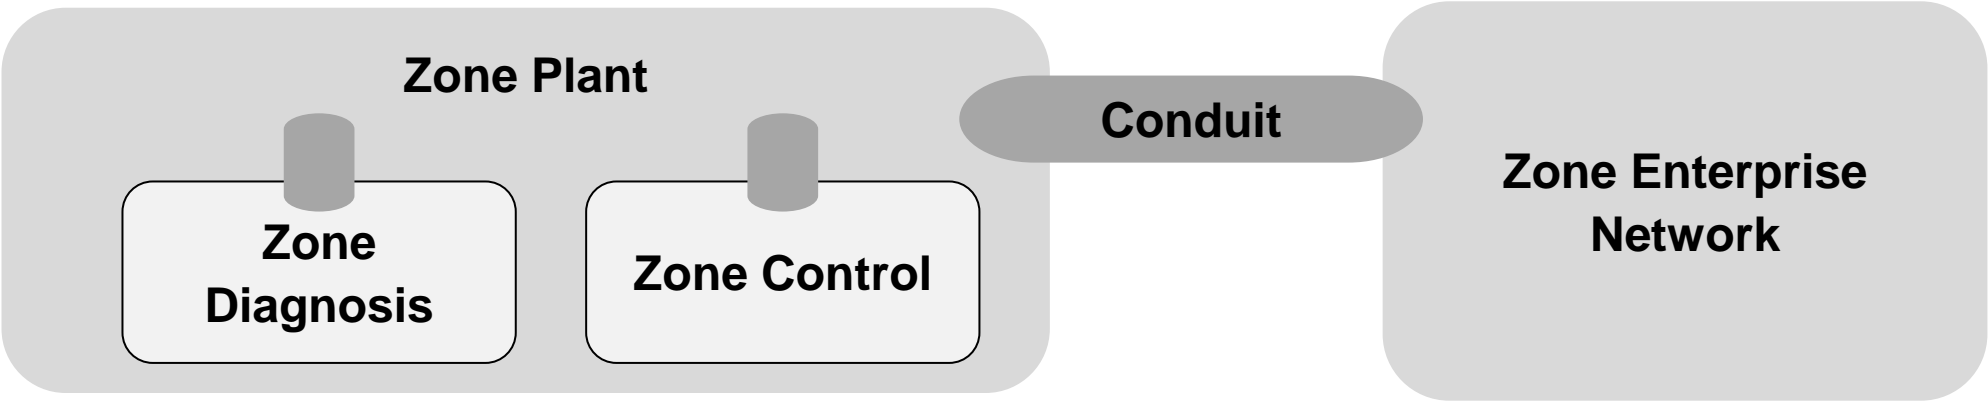 Zone Plant
Conduit
Zone Enterprise
Network
Zone
Diagnosis
Zone Control